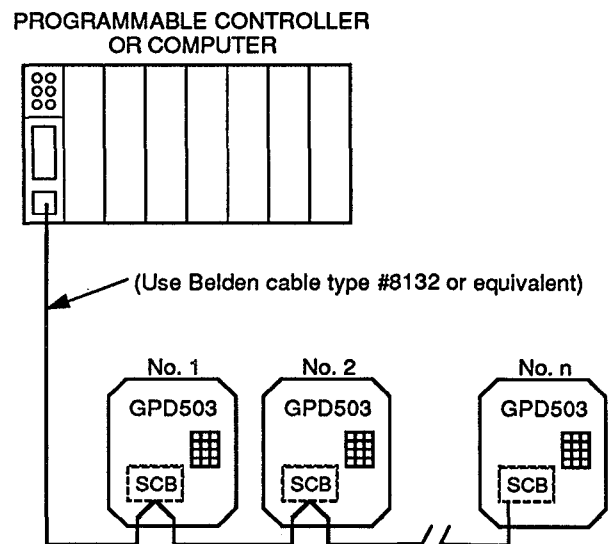 PROGRAMMABLE CONTROLLER
OR COMPUTER
(Use Belden cable type #8132 or equivalent)
No. 1
No. 2
No. n
GPD503
GPD503
GPD503
SCB
SCB
SCB